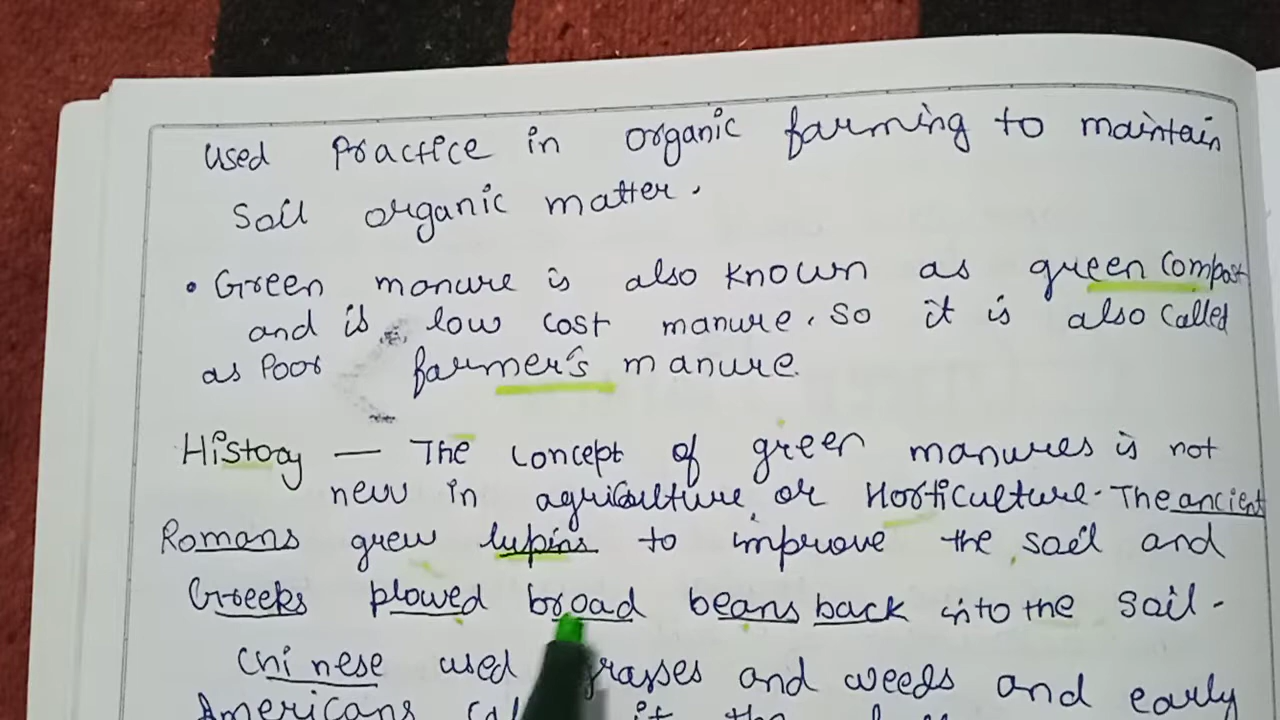 used Practice in organic farming to maintain
Soil organic matter.
• Green manure is also known as green compost
and is low cost manure. so it is also called
as Poor farmer's manure.
History — The concept of green manures is not
new in agriculture or Horticulture. The ancient
Romans grew lupins to improve the soil and
Greeks plowed broad beans back into the soil.
Chinese used grasses and weeds and early
Americans it the